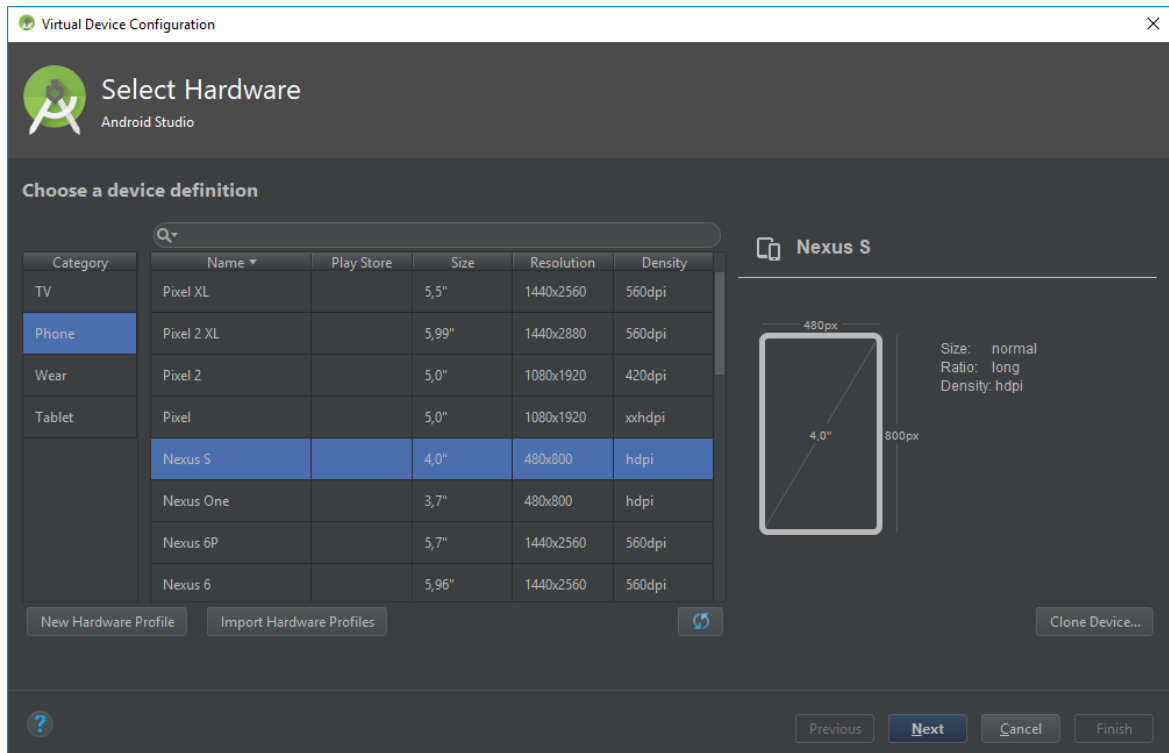 Virtual Device Configuration
Select Hardware
Android Studio
Choose a device definition
Category
TV
Phone
Wear
Tablet
Name Play Store Size Resolution Density
Pixel XL 5,5" 1440x2560 560dpi
Pixel 2 XL 5,99" 1440x2880 560dpi
Pixel 2 5,0" 1080x1920 420dpi
Pixel 5,0" 1080x1920 xxhdpi
Nexus S 4,0" 480x800 hdpi
Nexus One 3,7" 480x800 hdpi
Nexus 6P 5,7" 1440x2560 560dpi
Nexus 6 5,96" 1440x2560 560dpi
New Hardware Profile Import Hardware Profiles
Nexus S
480px
4,0"
800px
Size: normal
Ratio: long
Density: hdpi
Clone Device...
?
Previous Next Cancel Finish